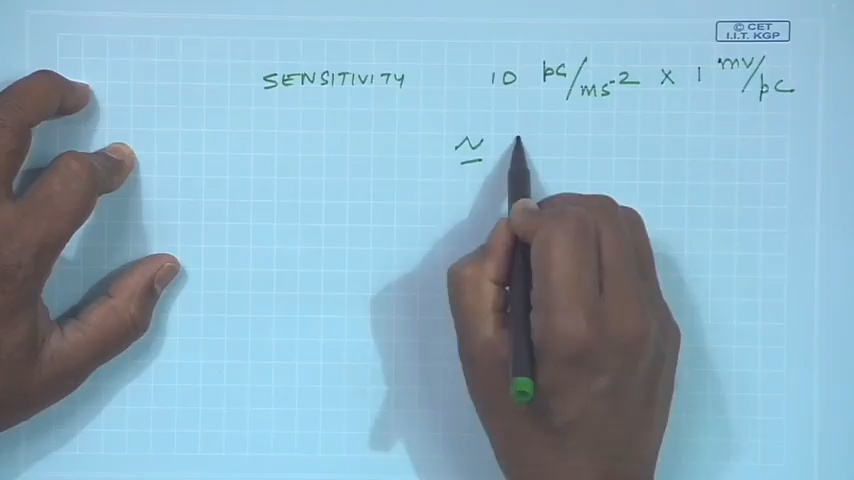 © CET
I.I.T. KGP
SENSITIVITY 10 pC/ms-2 x 1 mV/pC
≃